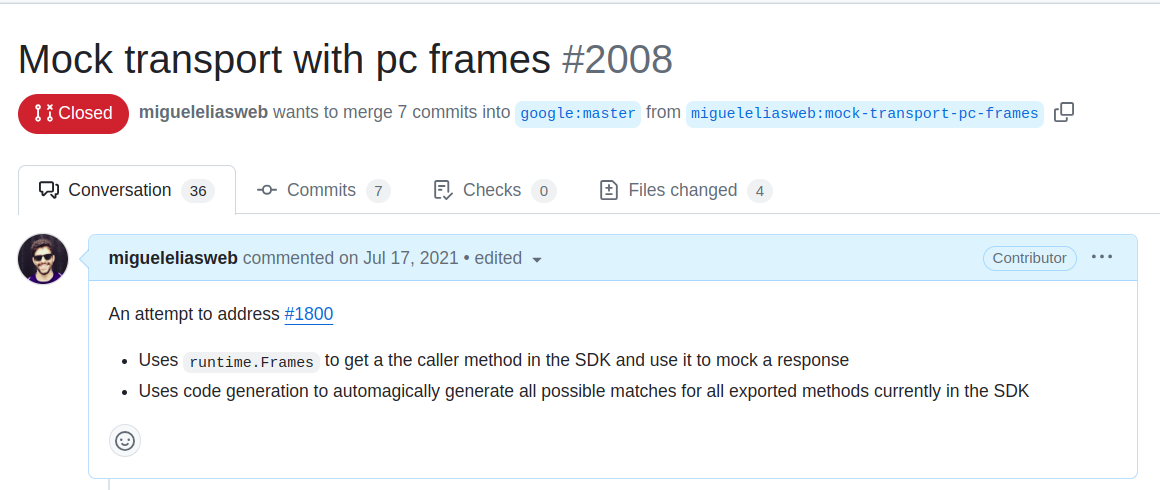 Mock transport with pc frames #2008
Closed migueleliasweb wants to merge 7 commits into google:master from migueleliasweb:mock-transport-pc-frames
Conversation 36 Commits 7 Checks 0 Files changed 4
migueleliasweb commented on Jul 17, 2021 • edited Contributor
An attempt to address #1800
• Uses runtime.Frames to get a the caller method in the SDK and use it to mock a response
• Uses code generation to automagically generate all possible matches for all exported methods currently in the SDK